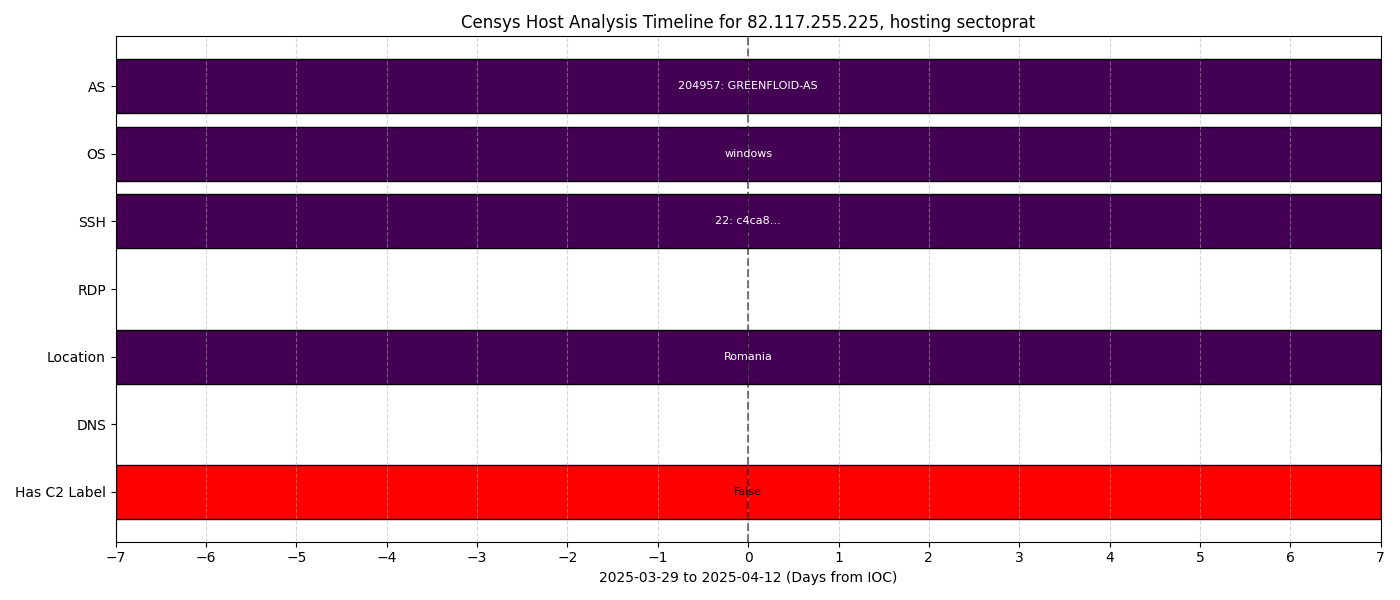 Censys Host Analysis Timeline for 82.117.255.225, hosting sectoprat
AS
204957: GREENFLOID-AS
OS
windows
SSH
22: c4ca8...
RDP
Location
Romania
DNS
Has C2 Label
False
−7 −6 −5 −4 −3 −2 −1 0 1 2 3 4 5 6 7
2025-03-29 to 2025-04-12 (Days from IOC)